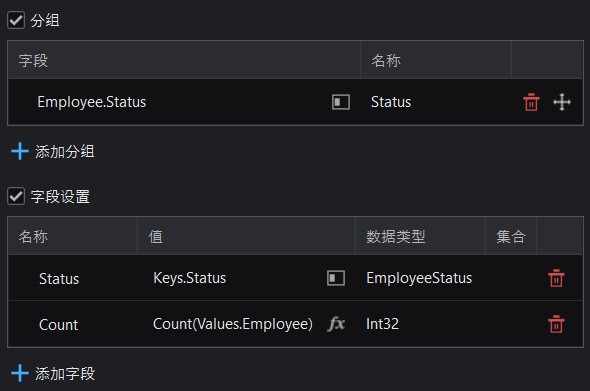 分组
字段 名称
Employee.Status Status
添加分组
字段设置
名称 值 数据类型 集合
Status Keys.Status EmployeeStatus
Count Count(Values.Employee) fx Int32
添加字段